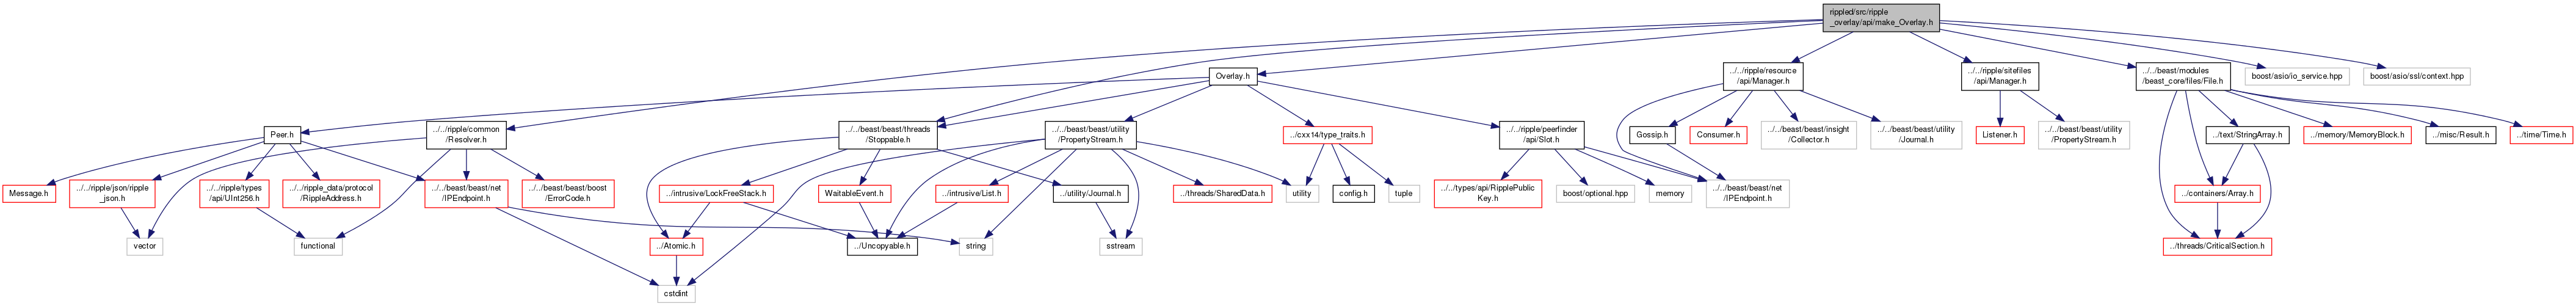 rippled/src/ripple
_overlay/api/make_Overlay.h
Overlay.h
../../ripple/resource
/api/Manager.h
../../ripple/sitefiles
/api/Manager.h
../../beast/modules
/beast_core/files/File.h
boost/asio/io_service.hpp
boost/asio/ssl/context.hpp
Peer.h
../../ripple/common
/Resolver.h
../../beast/beast/threads
/Stoppable.h
../../beast/beast/utility
/PropertyStream.h
../cxx14/type_traits.h
../../ripple/peerfinder
/api/Slot.h
Gossip.h
Consumer.h
../../beast/beast/insight
/Collector.h
../../beast/beast/utility
/Journal.h
Listener.h
../../beast/beast/utility
/PropertyStream.h
../text/StringArray.h
../memory/MemoryBlock.h
../misc/Result.h
../time/Time.h
Message.h
../../ripple/json/ripple
_json.h
../../ripple/types
/api/UInt256.h
../../ripple_data/protocol
/RippleAddress.h
../../beast/beast/net
/IPEndpoint.h
../../beast/beast/boost
/ErrorCode.h
../intrusive/LockFreeStack.h
WaitableEvent.h
../intrusive/List.h
../utility/Journal.h
../threads/SharedData.h
utility
config.h
tuple
../../types/api/RipplePublic
Key.h
boost/optional.hpp
memory
../../beast/beast/net
/IPEndpoint.h
../containers/Array.h
vector
functional
../Atomic.h
../Uncopyable.h
string
sstream
../threads/CriticalSection.h
cstdint